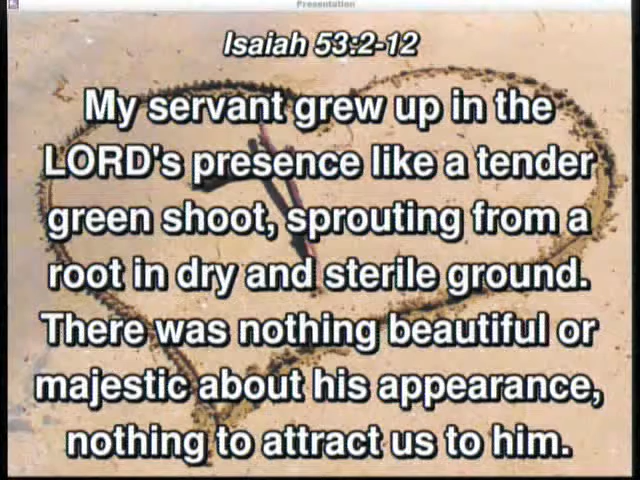 Presentation
Isaiah 53:2-12
My servant grew up in the
LORD's presence like a tender
green shoot, sprouting from a
root in dry and sterile ground.
There was nothing beautiful or
majestic about his appearance,
nothing to attract us to him.